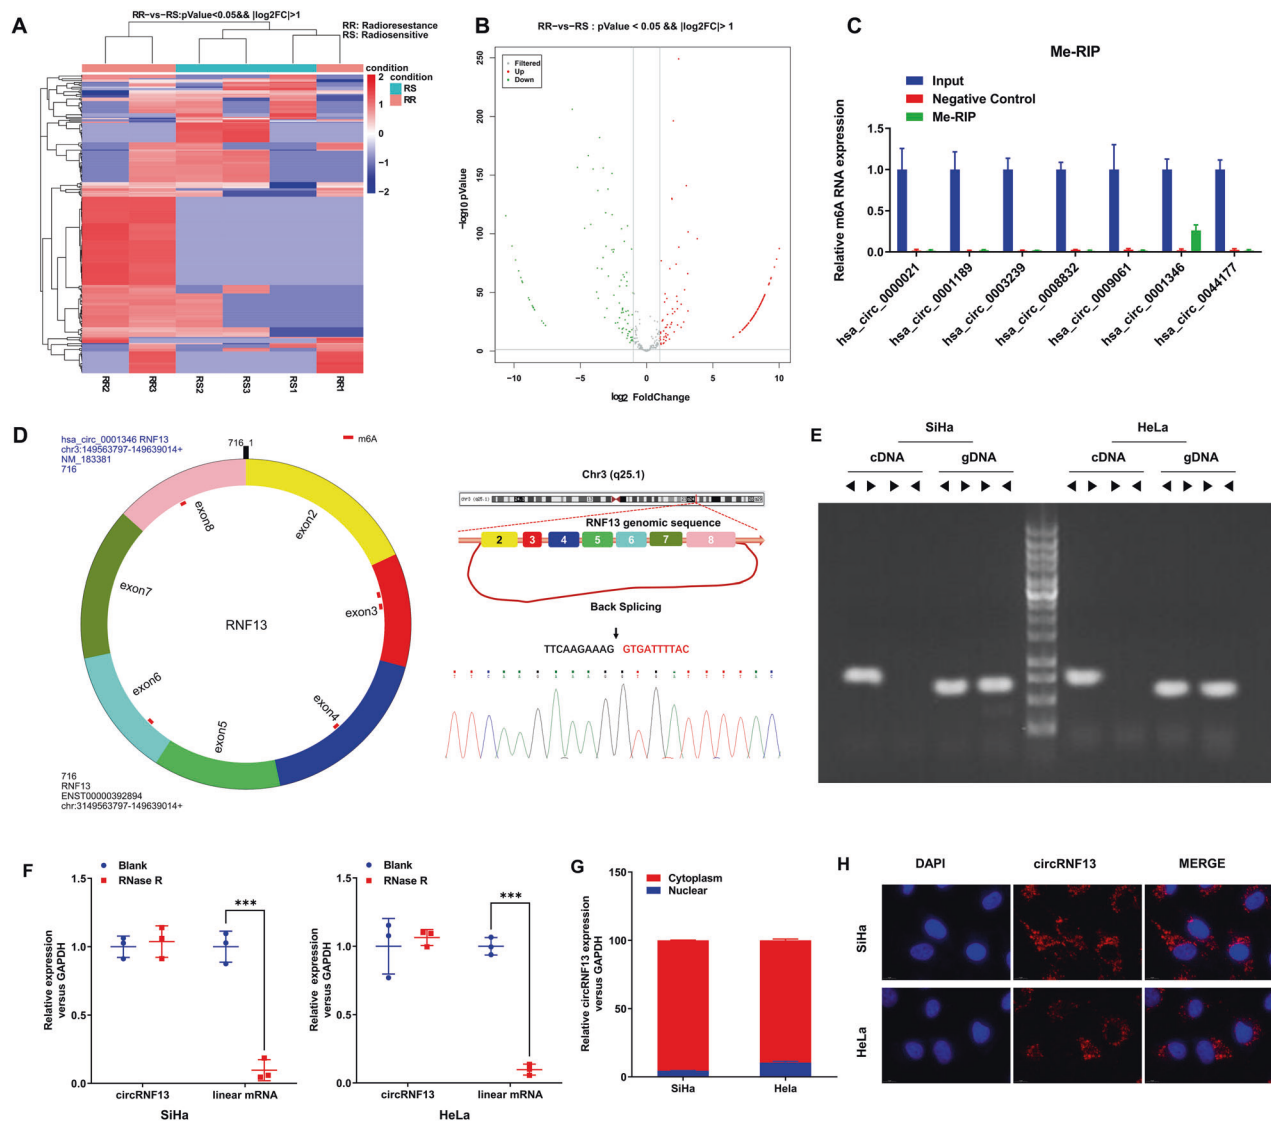 A
RR-vs-RS:pValue<0.05&& |log2FC|>1
RR: Radioresestance
RS: Radiosensitive
condition
2
1
0
−1
−2
condition
RS
RR
RR2
RR3
RS2
RS3
RS1
RR1
B
RR-vs-RS : pValue < 0.05 && |log2FC|> 1
Filtered
Up
Down
250
200
150
100
50
0
−log10 pValue
−10
−5
0
5
10
log2 FoldChange
C
Me-RIP
Input
Negative Control
Me-RIP
Relative m6A RNA expression
1.5
1.0
0.5
0.0
hsa_circ_0000021
hsa_circ_0001189
hsa_circ_0003239
hsa_circ_0008832
hsa_circ_0009061
hsa_circ_0001346
hsa_circ_0044177
D
hsa_circ_0001346 RNF13
chr3:149563797-149639014+
NM_183381
716
716_1
m6A
exon2
exon3
exon4
exon5
exon6
exon7
exon8
RNF13
716
RNF13
ENST00000392894
chr:3149563797-149639014+
Chr3 (q25.1)
chr3 (q25.1)
RNF13 genomic sequence
2 3 4 5 6 7 8
Back Splicing
TTCAAGAAAG GTGATTTTAC
E
SiHa
HeLa
cDNA
gDNA
cDNA
gDNA
F
Blank
RNase R
Relative expression
versus GAPDH
1.5
1.0
0.5
0.0
***
circRNF13
linear mRNA
SiHa
Blank
RNase R
Relative expression
versus GAPDH
1.5
1.0
0.5
0.0
***
circRNF13
linear mRNA
HeLa
G
Cytoplasm
Nuclear
Relative circRNF13 expression
versus GAPDH
150
100
50
0
SiHa
Hela
H
DAPI
circRNF13
MERGE
SiHa
HeLa